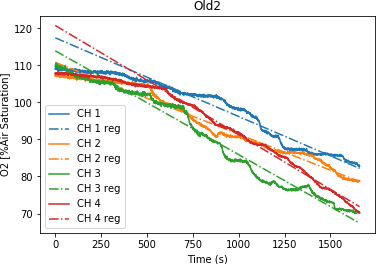 Old2
120
110
100
90
80
70
O2 [%Air Saturation]
CH 1
CH 1 reg
CH 2
CH 2 reg
CH 3
CH 3 reg
CH 4
CH 4 reg
0 250 500 750 1000 1250 1500
Time (s)